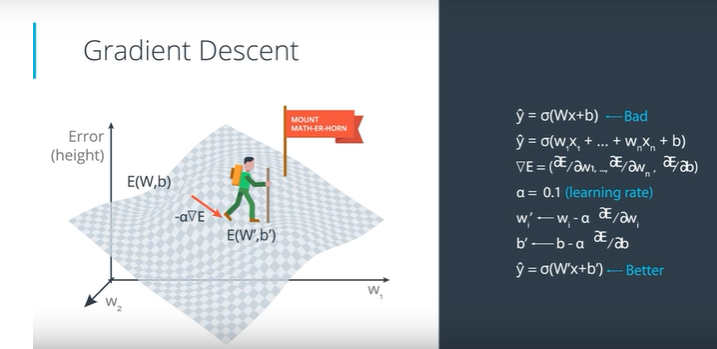 Gradient Descent
MOUNT
MATH-ER-HORN
Error
(height)
E(W,b)
-α∇E
E(W',b')
W₁
W₂
ŷ = σ(Wx+b) ←Bad
ŷ = σ(w₁x₁ + ... + wₙxₙ + b)
∇E = (∂E/∂w₁, ..., ∂E/∂wₙ, ∂E/∂b)
α = 0.1 (learning rate)
wᵢ' ← wᵢ - α ∂E/∂wᵢ
b' ← b - α ∂E/∂b
ŷ = σ(W'x+b') ← Better